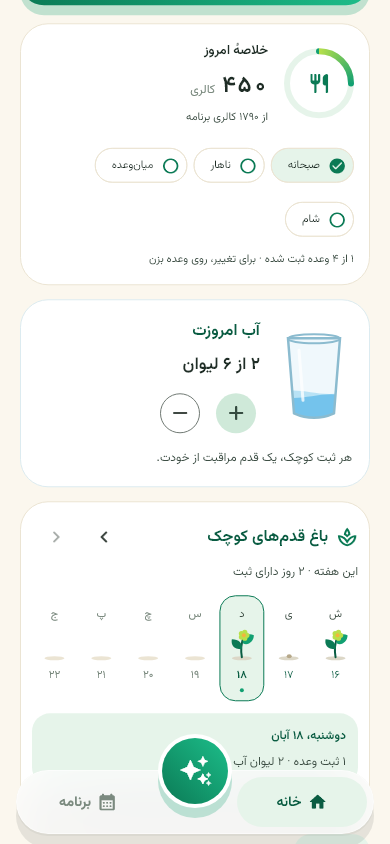 خلاصهٔ امروز
۴۵۰ کالری
از ۱۷۹۰ کالری برنامه
صبحانه ناهار میان‌وعده
شام
۱ از ۴ وعده ثبت شده · برای تغییر، روی وعده بزن
آب امروزت
۲ از ۶ لیوان
+ −
هر ثبت کوچک، یک قدم مراقبت از خودت.
باغ قدم‌های کوچک
این هفته · ۲ روز دارای ثبت
ش ی د س چ پ ج
۱۶ ۱۷ ۱۸ ۱۹ ۲۰ ۲۱ ۲۲
دوشنبه، ۱۸ آبان
۱ ثبت وعده · ۲ لیوان آب
خانه برنامه